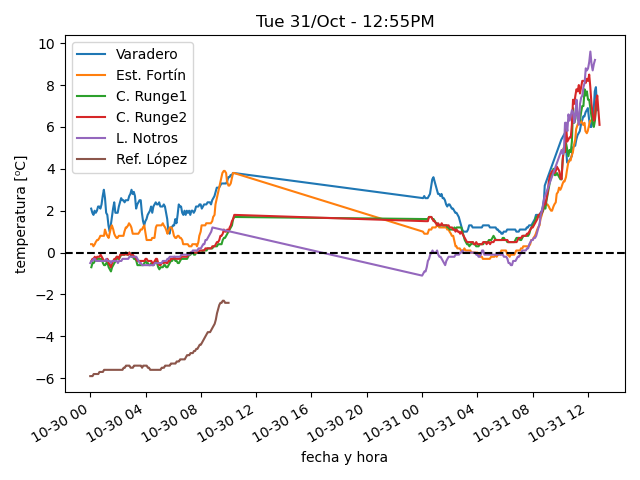 Tue 31/Oct - 12:55PM
Varadero
Est. Fortín
C. Runge1
C. Runge2
L. Notros
Ref. López
temperatura [ºC]
10
8
6
4
2
0
−2
−4
−6
10-30 00
10-30 04
10-30 08
10-30 12
10-30 16
10-30 20
10-31 00
10-31 04
10-31 08
10-31 12
fecha y hora